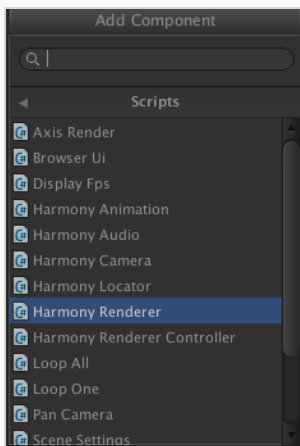 Add Component
Scripts
Axis Render
Browser Ui
Display Fps
Harmony Animation
Harmony Audio
Harmony Camera
Harmony Locator
Harmony Renderer
Harmony Renderer Controller
Loop All
Loop One
Pan Camera
Scene Settings